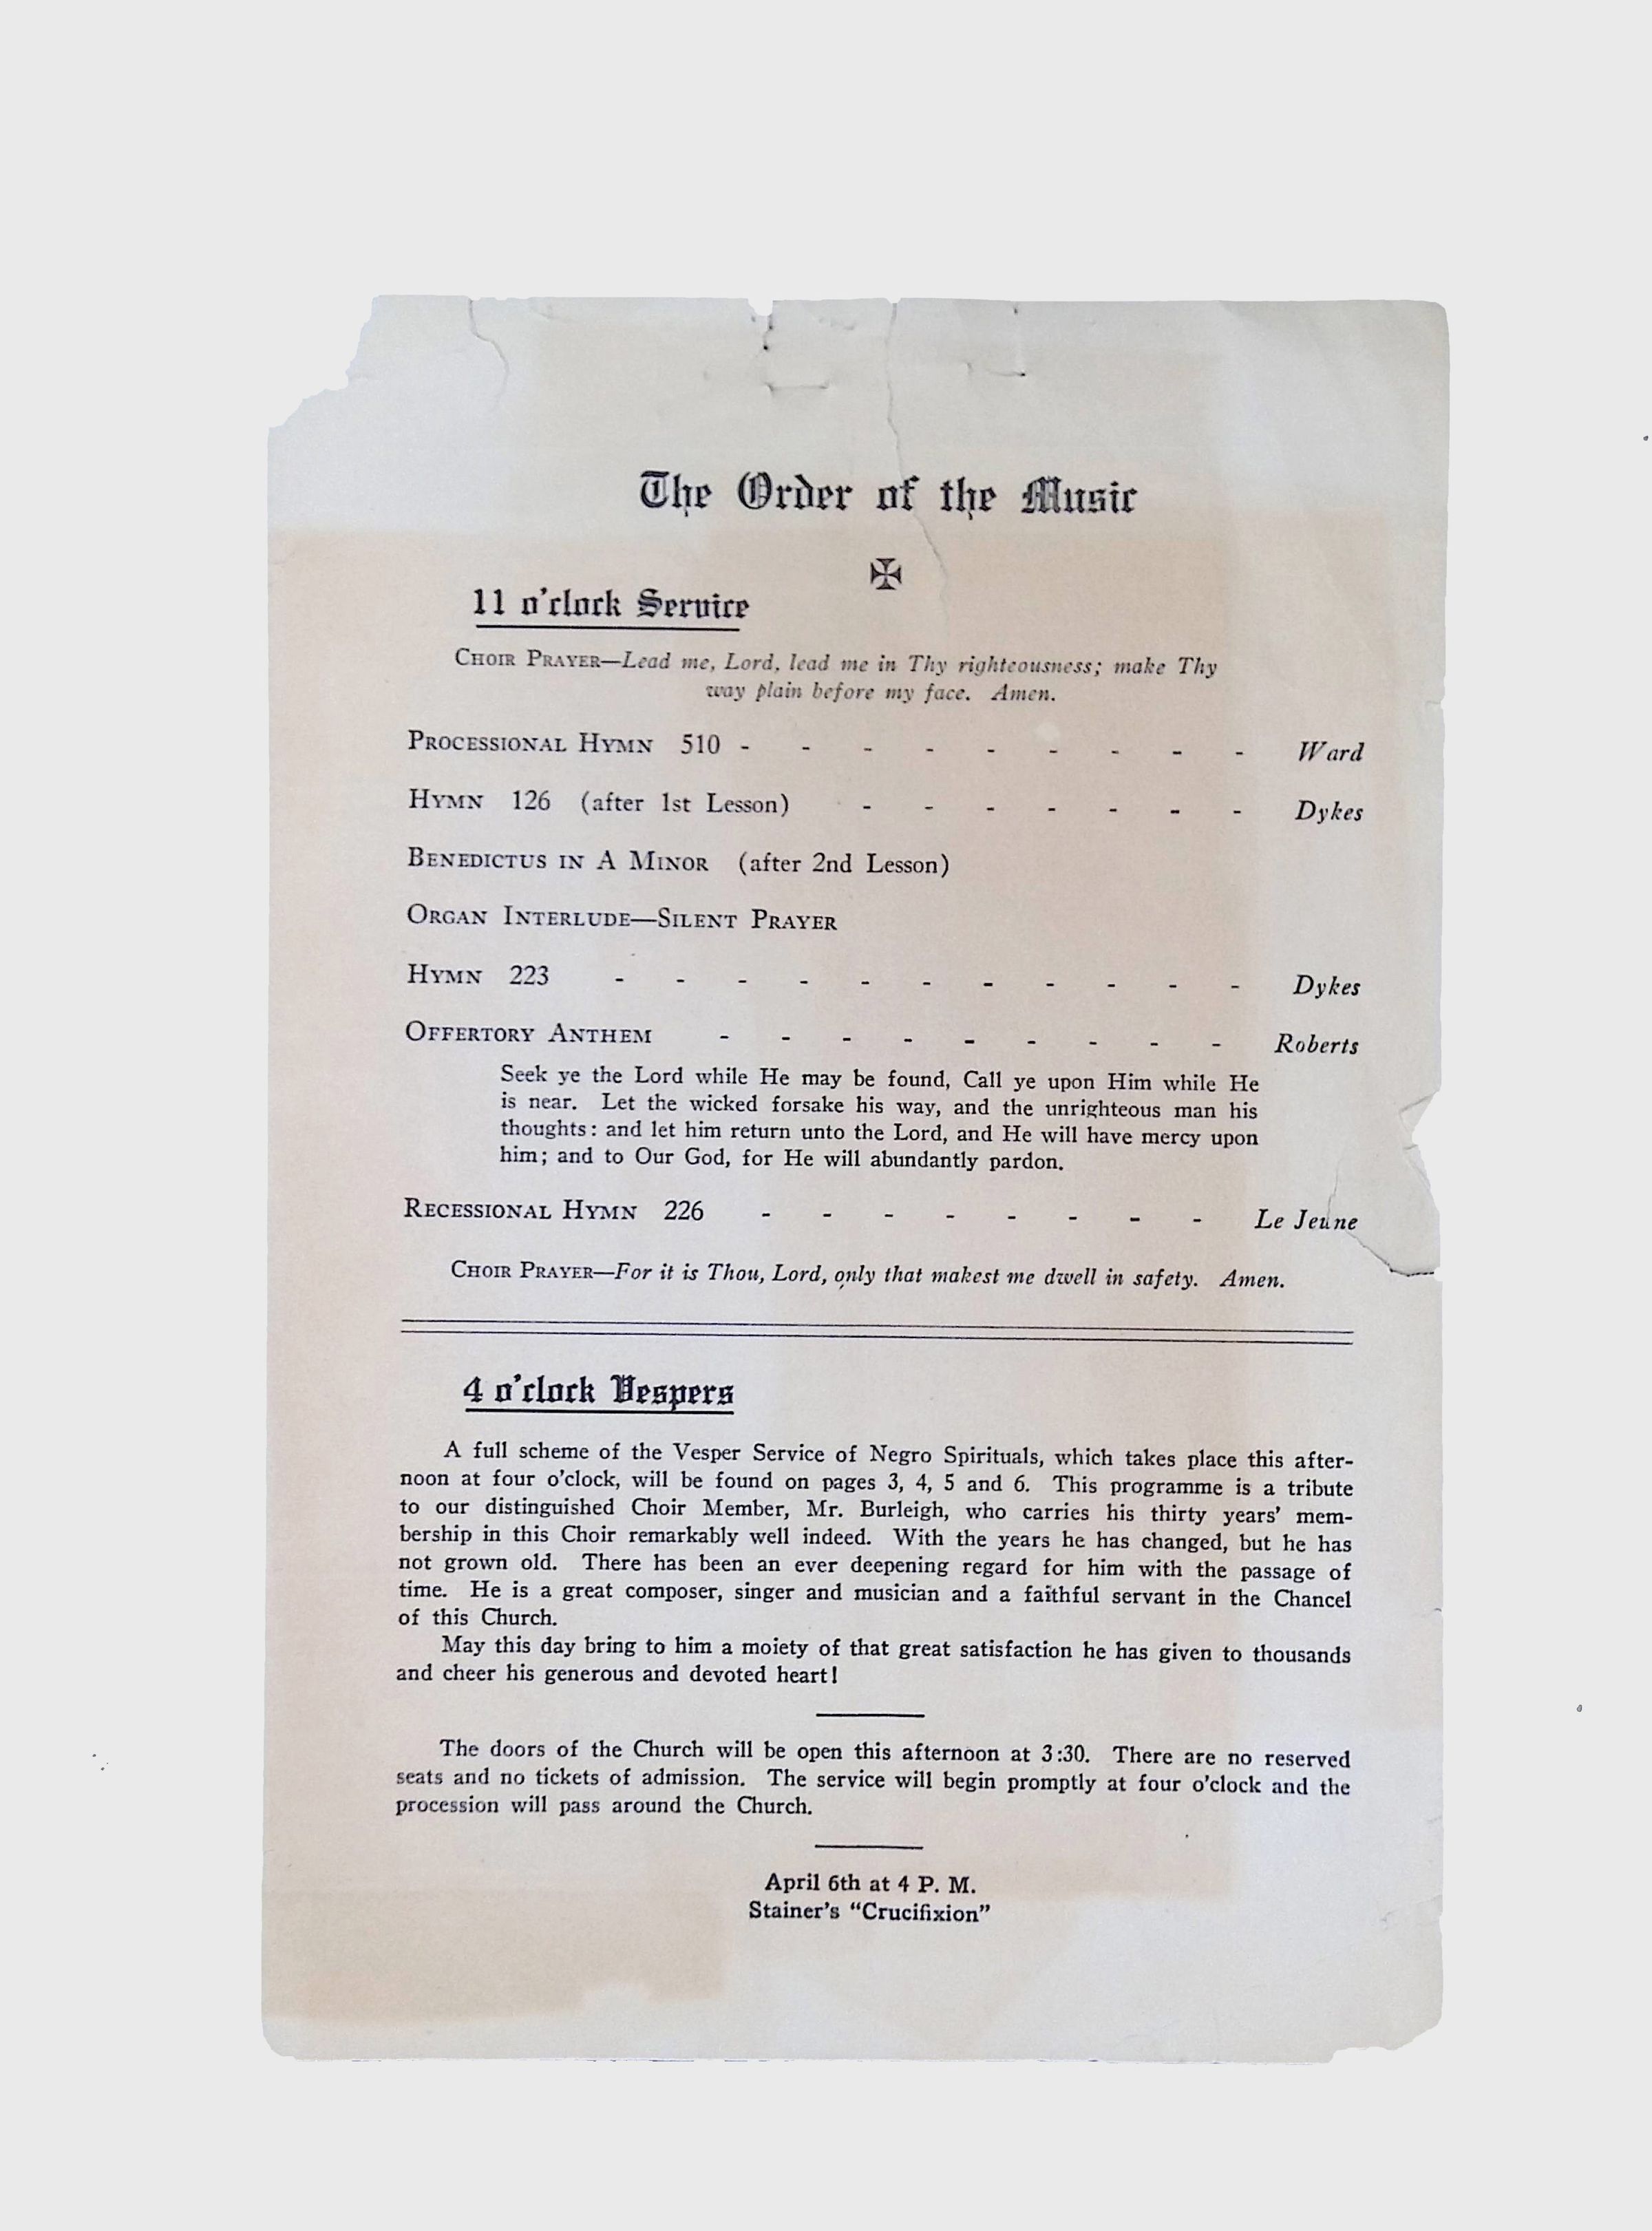 The Order of the Music
11 o'clock Service
CHOIR PRAYER—Lead me, Lord, lead me in Thy righteousness; make Thy
way plain before my face. Amen.
PROCESSIONAL HYMN 510 - - - - - - - - - Ward
HYMN 126 (after 1st Lesson) - - - - - - - Dykes
BENEDICTUS IN A MINOR (after 2nd Lesson)
ORGAN INTERLUDE—SILENT PRAYER
HYMN 223 - - - - - - - - - - - Dykes
OFFERTORY ANTHEM - - - - - - - - - Roberts
Seek ye the Lord while He may be found, Call ye upon Him while He
is near. Let the wicked forsake his way, and the unrighteous man his
thoughts: and let him return unto the Lord, and He will have mercy upon
him; and to Our God, for He will abundantly pardon.
RECESSIONAL HYMN 226 - - - - - - - - Le Jeune
CHOIR PRAYER—For it is Thou, Lord, only that makest me dwell in safety. Amen.
4 o'clock Vespers
A full scheme of the Vesper Service of Negro Spirituals, which takes place this after-
noon at four o'clock, will be found on pages 3, 4, 5 and 6. This programme is a tribute
to our distinguished Choir Member, Mr. Burleigh, who carries his thirty years' mem-
bership in this Choir remarkably well indeed. With the years he has changed, but he has
not grown old. There has been an ever deepening regard for him with the passage of
time. He is a great composer, singer and musician and a faithful servant in the Chancel
of this Church.
May this day bring to him a moiety of that great satisfaction he has given to thousands
and cheer his generous and devoted heart!
The doors of the Church will be open this afternoon at 3:30. There are no reserved
seats and no tickets of admission. The service will begin promptly at four o'clock and the
procession will pass around the Church.
April 6th at 4 P. M.
Stainer's "Crucifixion"